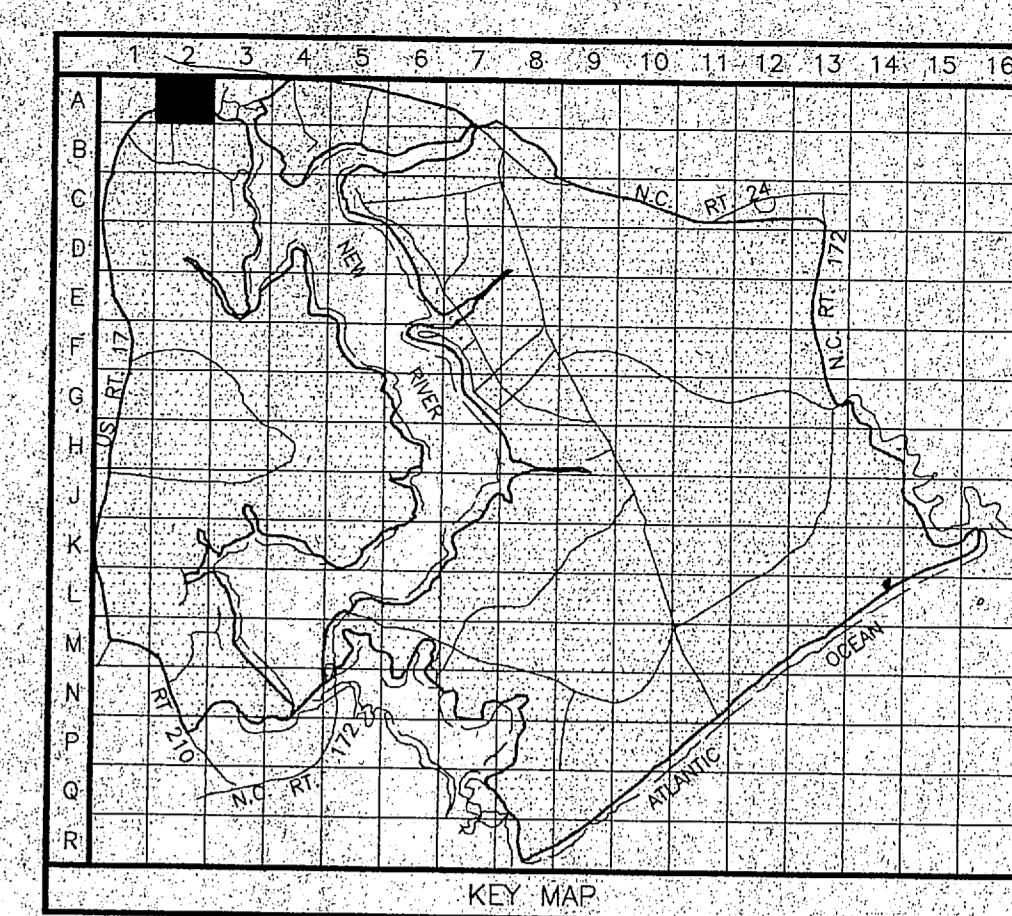 1 2 3 4 5 6 7 8 9 10 11 12 13 14 15 16
A
B
C
D
E
F
G
H
J
K
L
M
N
P
Q
R
N.C. RT. 24
N.C. RT. 172
NEW
RIVER
US RT. 17
RT 210
N.C. RT. 172
ATLANTIC OCEAN
KEY MAP